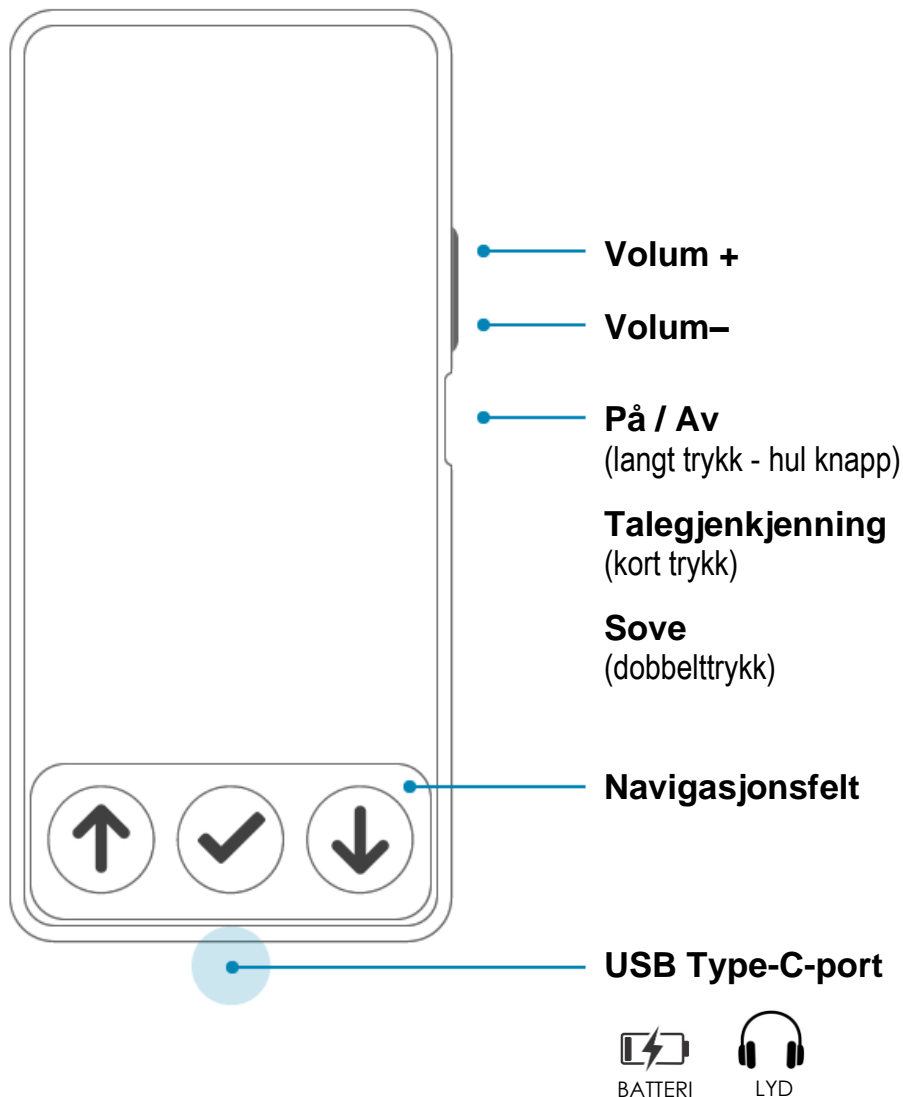 Volum +
Volum–
På / Av
(langt trykk - hul knapp)
Talegjenkjenning
(kort trykk)
Sove
(dobbelttrykk)
Navigasjonsfelt
USB Type-C-port
BATTERI LYD